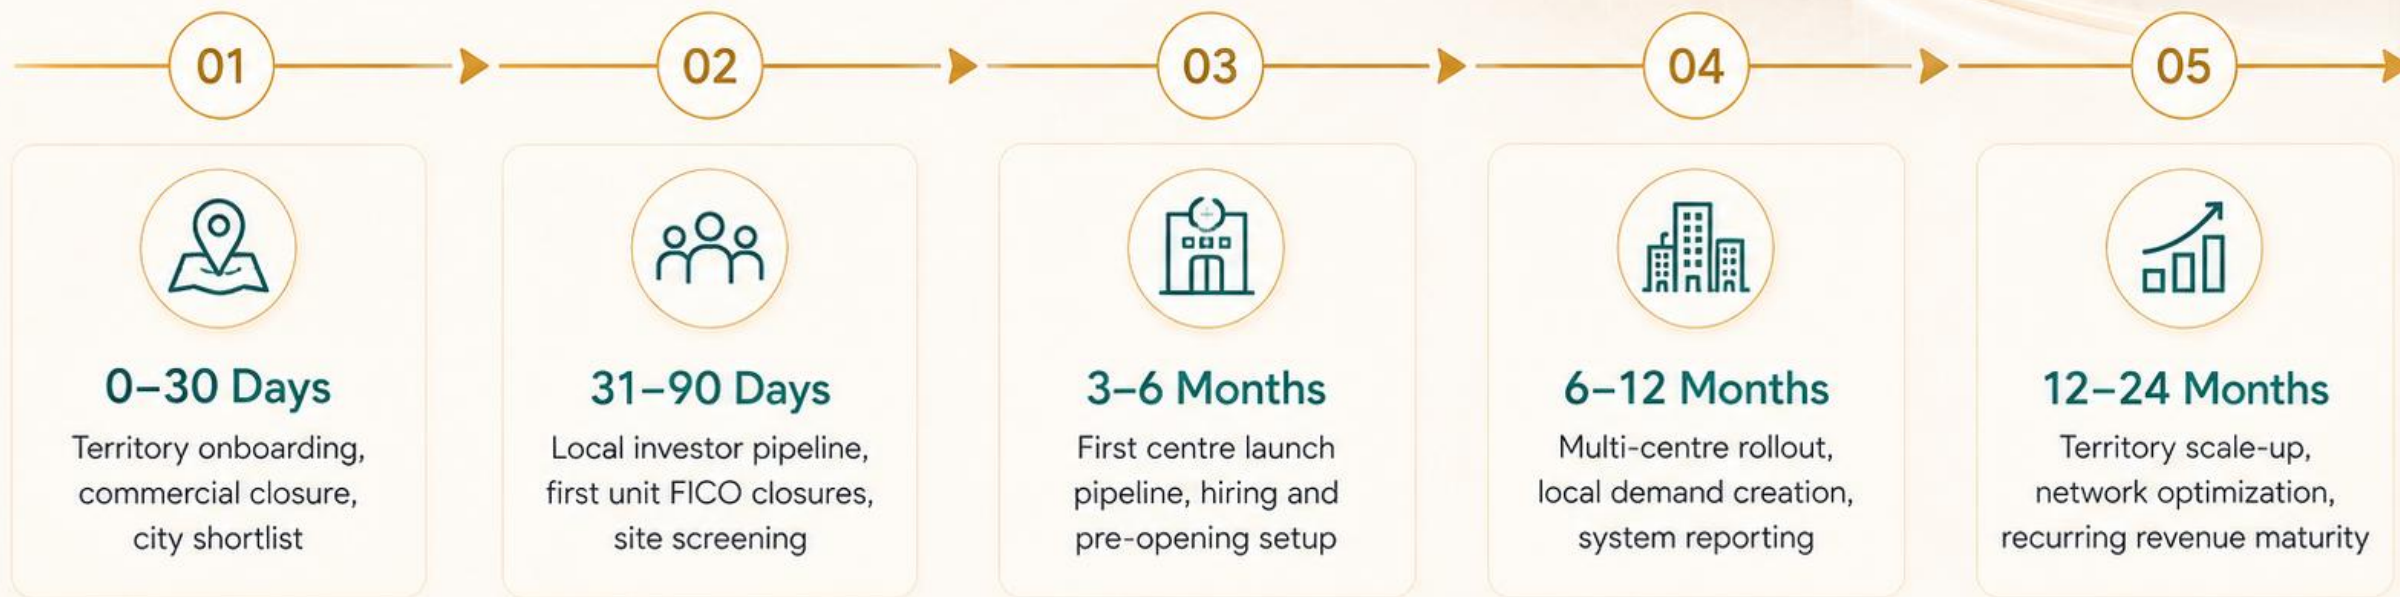 01
02
03
04
05
0–30 Days
Territory onboarding,
commercial closure,
city shortlist
31–90 Days
Local investor pipeline,
first unit FICO closures,
site screening
3–6 Months
First centre launch
pipeline, hiring and
pre-opening setup
6–12 Months
Multi-centre rollout,
local demand creation,
system reporting
12–24 Months
Territory scale-up,
network optimization,
recurring revenue maturity